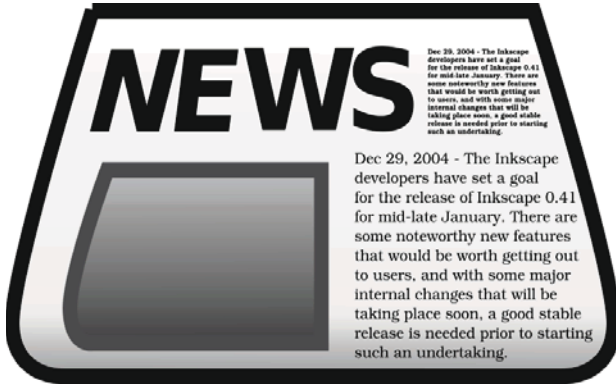 NEWS
Dec 29, 2004 - The Inkscape
developers have set a goal
for the release of Inkscape 0.41
for mid-late January. There are
some noteworthy new features
that would be worth getting out
to users, and with some major
internal changes that will be
taking place soon, a good stable
release is needed prior to starting
such an undertaking.
Dec 29, 2004 - The Inkscape
developers have set a goal
for the release of Inkscape 0.41
for mid-late January. There are
some noteworthy new features
that would be worth getting out
to users, and with some major
internal changes that will be
taking place soon, a good stable
release is needed prior to starting
such an undertaking.